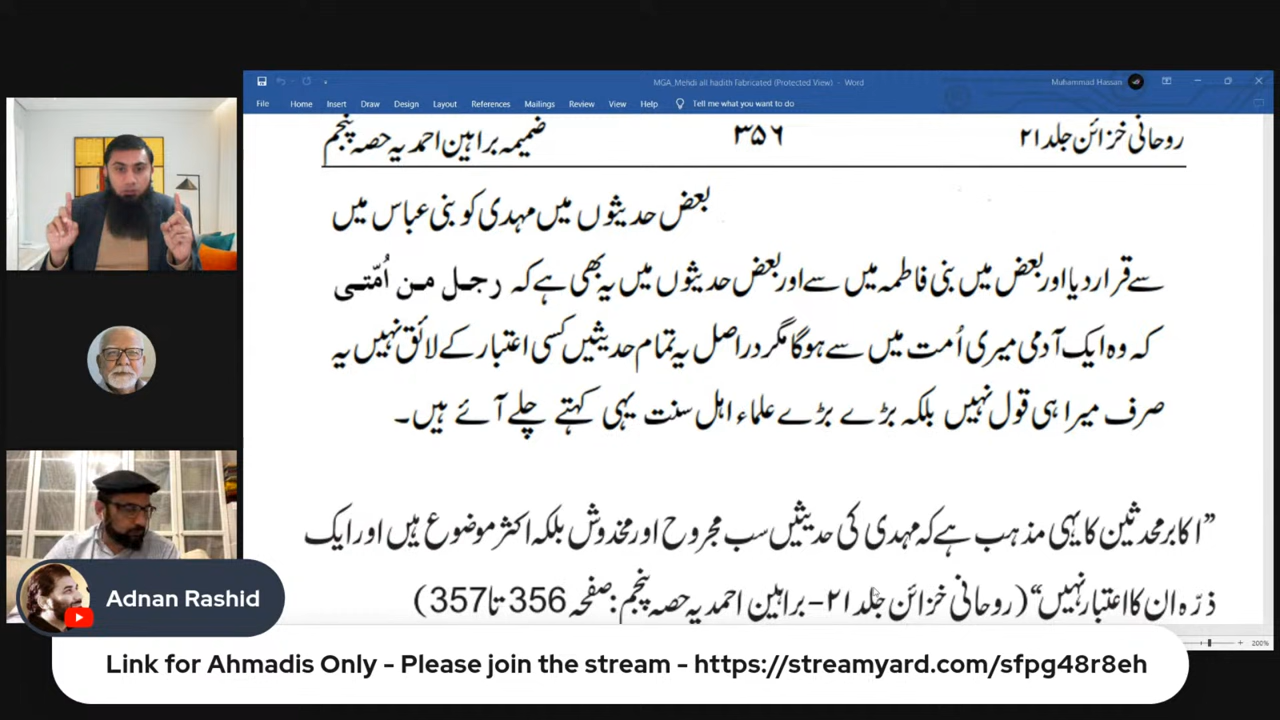 MGA_Mehdi all hadith Fabricated (Protected View) - Word
Muhammad Hassan
File Home Insert Draw Design Layout References Mailings Review View Help Tell me what you want to do
روحانی خزائن جلد ۲۱ ۳۵۶ ضمیمہ براہین احمدیہ حصہ پنجم
بعض حدیثوں میں مہدی کو بنی عباس میں
سے قرار دیا اور بعض میں بنی فاطمہ میں سے اور بعض حدیثوں میں یہ بھی ہے کہ رجل من اُمّتی
کہ وہ ایک آدمی میری اُمت میں سے ہوگا مگر دراصل یہ تمام حدیثیں کسی اعتبار کے لائق نہیں یہ
صرف میرا ہی قول نہیں بلکہ بڑے بڑے علماء اہل سنت یہی کہتے چلے آئے ہیں۔
”اکابر محدثین کا یہی مذہب ہے کہ مہدی کی حدیثیں سب مجروح اور مخدوش بلکہ اکثر موضوع ہیں اور ایک
ذرّہ ان کا اعتبار نہیں“ (روحانی خزائن جلد ۲۱– براہین احمدیہ حصہ پنجم: صفحہ 356 تا 357)
200%
Adnan Rashid
Link for Ahmadis Only - Please join the stream - https://streamyard.com/sfpg48r8eh